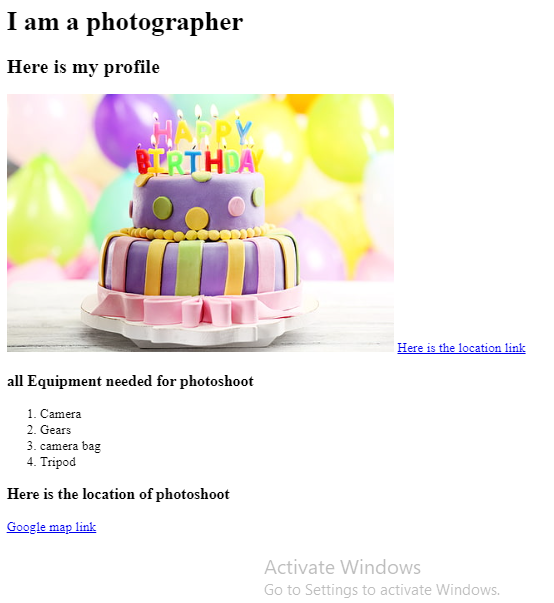 I am a photographer
Here is my profile
HAPPY
BIRTHDAY
Here is the location link
all Equipment needed for photoshoot
1. Camera
2. Gears
3. camera bag
4. Tripod
Here is the location of photoshoot
Google map link
Activate Windows
Go to Settings to activate Windows.